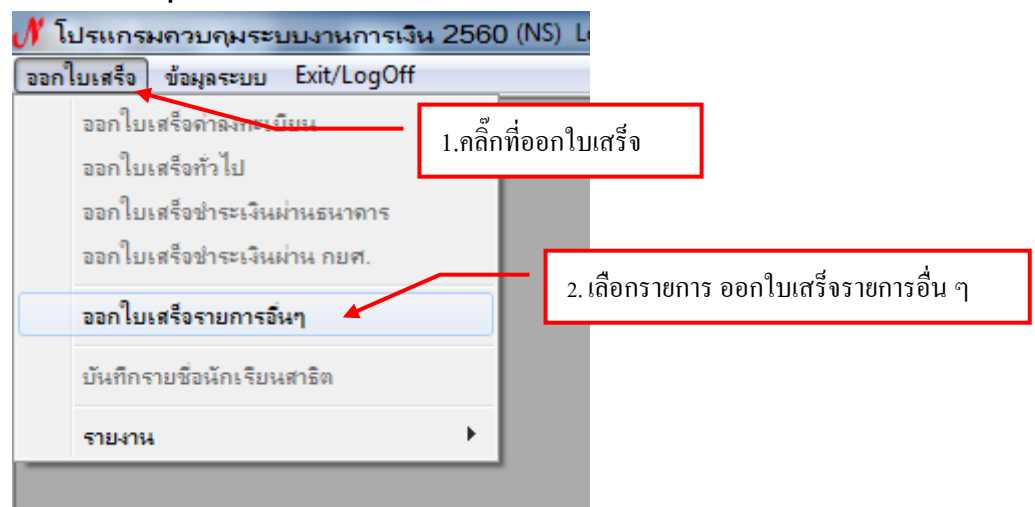 โปรแกรมควบคุมระบบงานการเงิน 2560 (NS)
ออกใบเสร็จ ข้อมูลระบบ Exit/LogOff
ออกใบเสร็จค่าลงทะเบียน
1.คลิ๊กที่ออกใบเสร็จ
ออกใบเสร็จทั่วไป
ออกใบเสร็จชำระเงินผ่านธนาคาร
ออกใบเสร็จชำระเงินผ่าน กยศ.
2. เลือกรายการ ออกใบเสร็จรายการอื่น ๆ
ออกใบเสร็จรายการอื่นๆ
บันทึกรายชื่อนักเรียนสาธิต
รายงาน